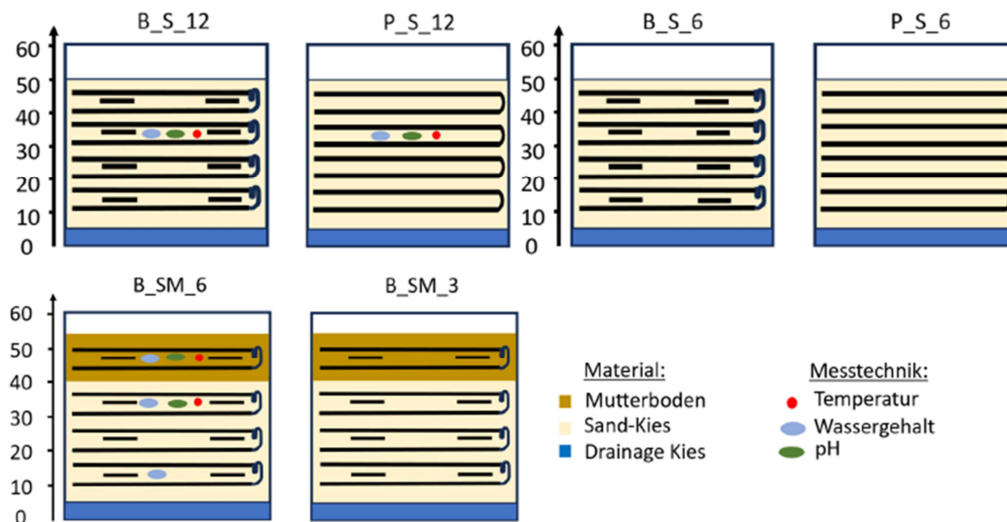 B_S_12
P_S_12
B_S_6
P_S_6
60
50
40
30
20
10
0
60
50
40
30
20
10
0
B_SM_6
B_SM_3
60
50
40
30
20
10
0
Material:
Mutterboden
Sand-Kies
Drainage Kies
Messtechnik:
Temperatur
Wassergehalt
pH